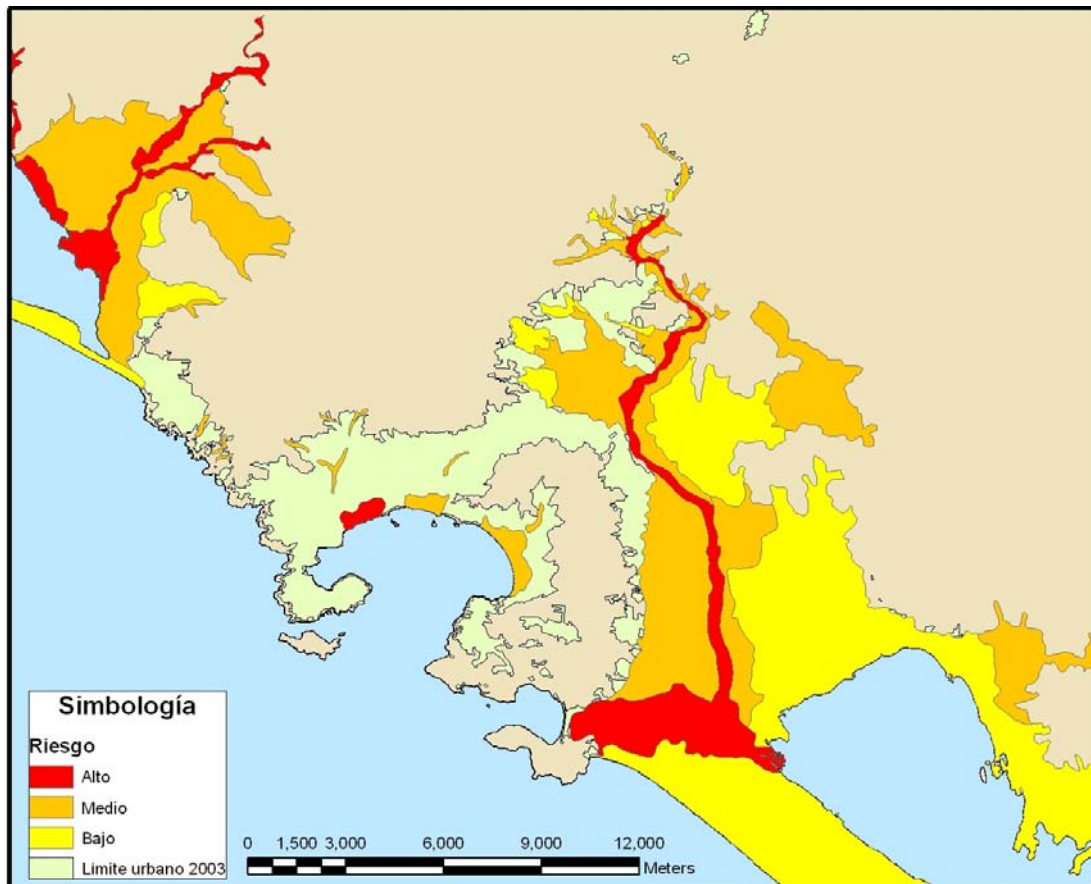 Simbología
Riesgo
Alto
Medio
Bajo
Limite urbano 2003
0 1,500 3,000 6,000 9,000 12,000
Meters